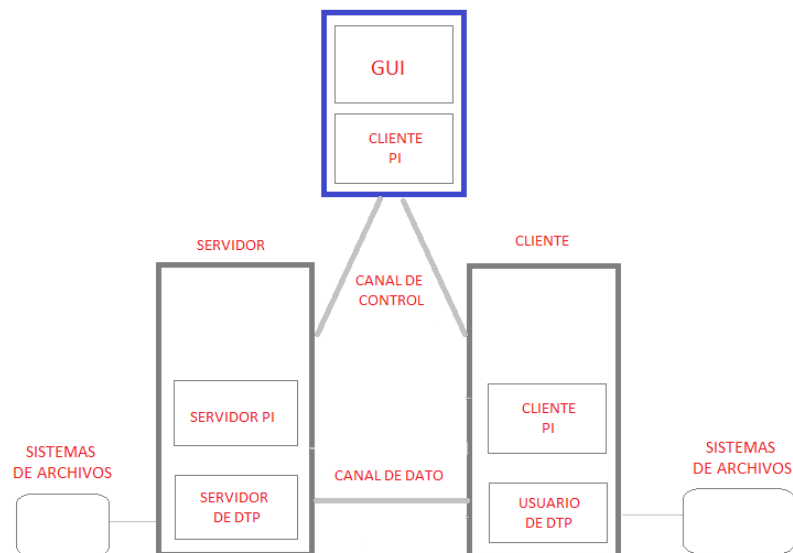 GUI
CLIENTE
PI
SERVIDOR
CLIENTE
CANAL DE
CONTROL
SERVIDOR PI
CLIENTE
PI
SISTEMAS
DE ARCHIVOS
CANAL DE DATO
SISTEMAS
DE ARCHIVOS
SERVIDOR
DE DTP
USUARIO
DE DTP